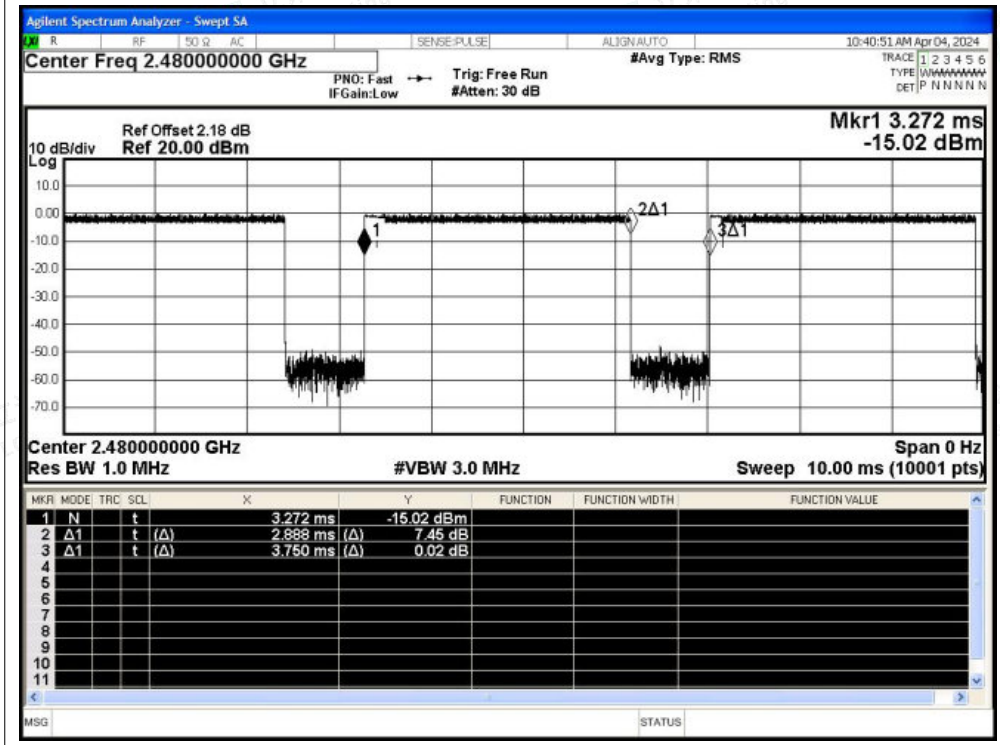 Agilent Spectrum Analyzer - Swept SA
LXI R RF 50 Ω AC SENSE:PULSE ALIGNAUTO 10:40:51 AM Apr 04, 2024
Center Freq 2.480000000 GHz #Avg Type: RMS TRACE 1 2 3 4 5 6
PNO: Fast Trig: Free Run TYPE
IFGain:Low #Atten: 30 dB DET P N N N N N
Mkr1 3.272 ms
Ref Offset 2.18 dB
10 dB/div Ref 20.00 dBm -15.02 dBm
Log
10.0
0.00
2Δ1
1
3Δ1
-10.0
-20.0
-30.0
-40.0
-50.0
-60.0
-70.0
Center 2.480000000 GHz Span 0 Hz
Res BW 1.0 MHz #VBW 3.0 MHz Sweep 10.00 ms (10001 pts)
MKR MODE TRC SCL X Y FUNCTION FUNCTION WIDTH FUNCTION VALUE
1 N t 3.272 ms -15.02 dBm
2 Δ1 t (Δ) 2.888 ms (Δ) 7.45 dB
3 Δ1 t (Δ) 3.750 ms (Δ) 0.02 dB
4
5
6
7
8
9
10
11
MSG STATUS